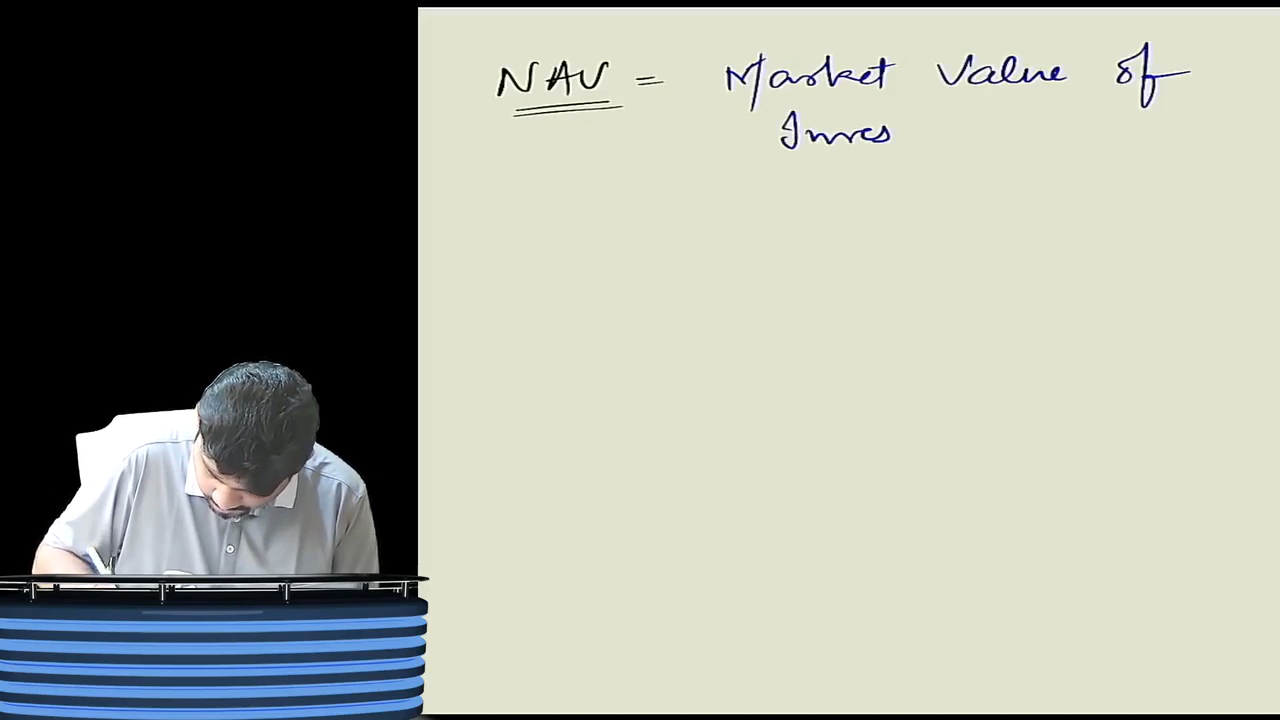 NAV = Market Value of
Inves